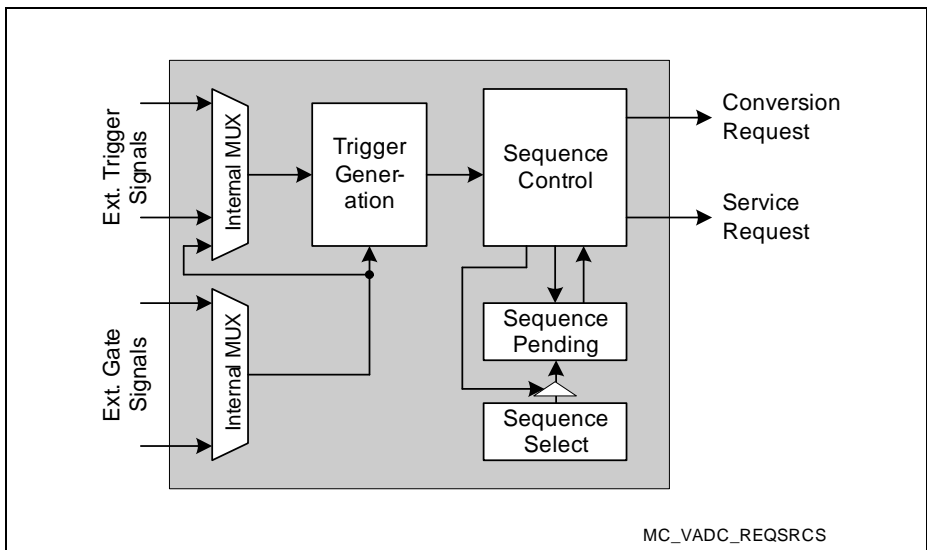 Ext. Trigger
Signals
Internal MUX
Trigger
Gener-
ation
Sequence
Control
Conversion
Request
Service
Request
Ext. Gate
Signals
Internal MUX
Sequence
Pending
Sequence
Select
MC_VADC_REQSRCS